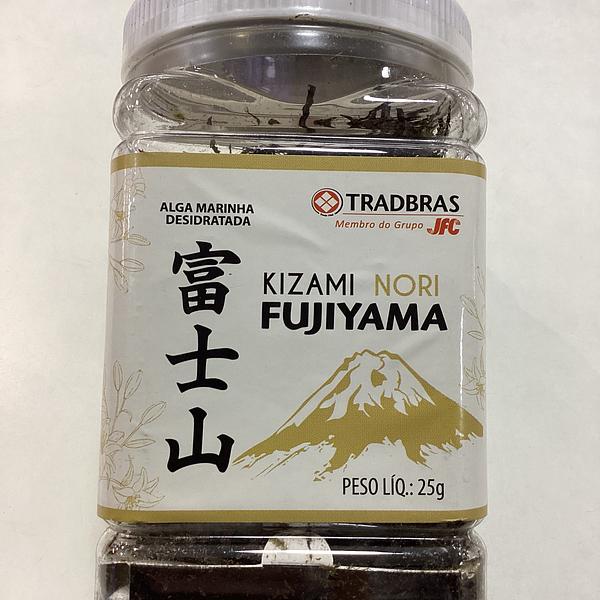 ALGA MARINHA
DESIDRATADA
TRADBRAS
Membro do Grupo JFC
富士山
KIZAMI NORI
FUJIYAMA
PESO LÍQ.: 25g